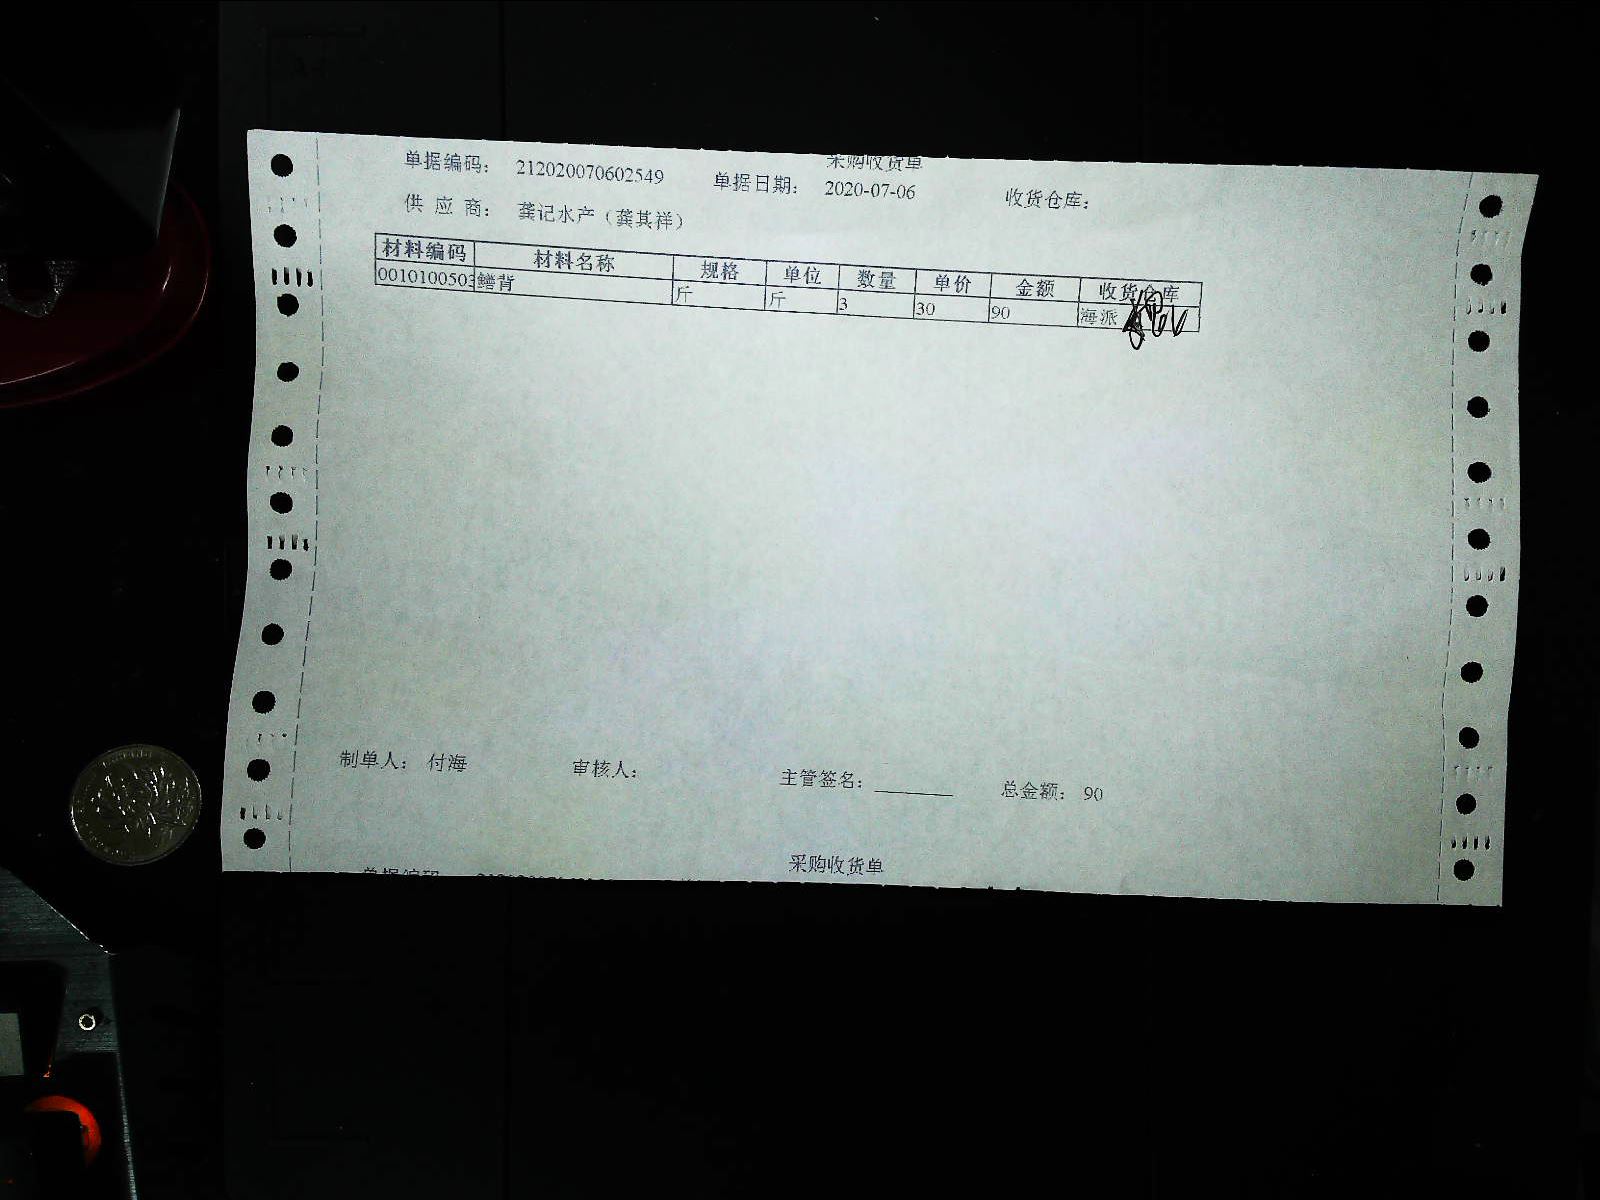 采购收货单
单据编码： 212020070602549 单据日期： 2020-07-06 收货仓库：
供 应 商： 龚记水产（龚其祥）
材料编码 材料名称 规格 单位 数量 单价 金额 收货仓库
0010100503 鳝背 斤 斤 3 30 90 海派
制单人： 付海 审核人： 主管签名： 总金额： 90
采购收货单
单据编码